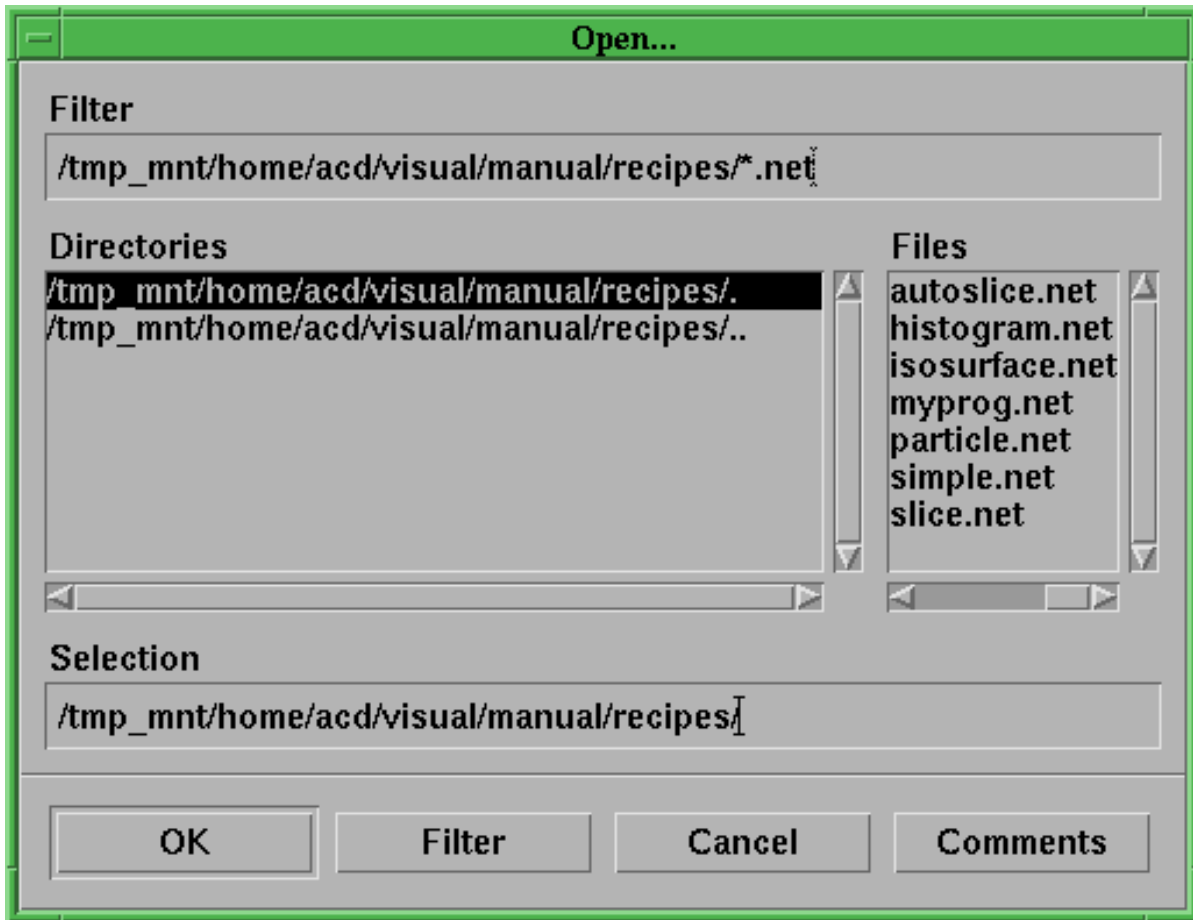 Open...
Filter
/tmp_mnt/home/acd/visual/manual/recipes/*.net
Directories
/tmp_mnt/home/acd/visual/manual/recipes/.
/tmp_mnt/home/acd/visual/manual/recipes/..
Files
autoslice.net
histogram.net
isosurface.net
myprog.net
particle.net
simple.net
slice.net
Selection
/tmp_mnt/home/acd/visual/manual/recipes/
OK
Filter
Cancel
Comments